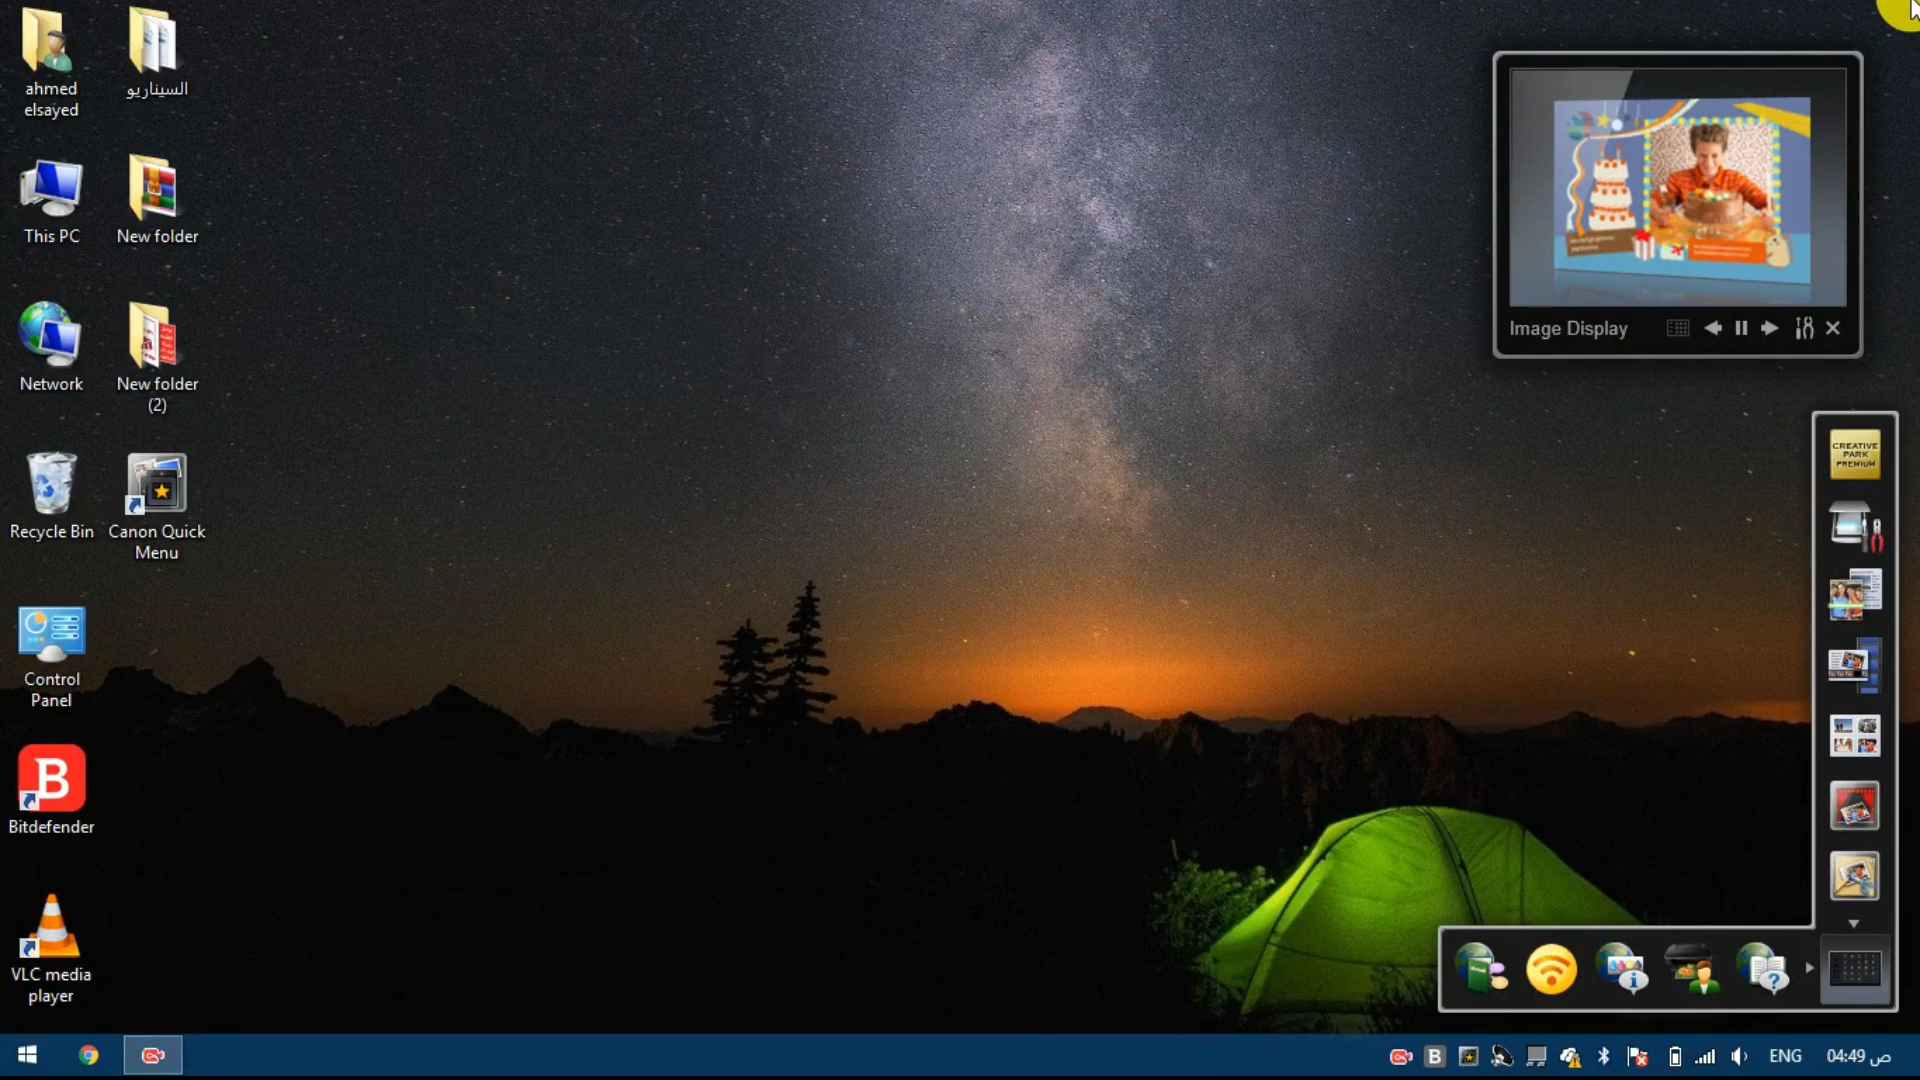 ahmed
elsayed
السيناريو
This PC
New folder
Network
New folder
(2)
Recycle Bin
Canon Quick
Menu
Control
Panel
B
Bitdefender
VLC media
player
Image Display
CREATIVE
PARK
PREMIUM
B
ENG
04:49 ص